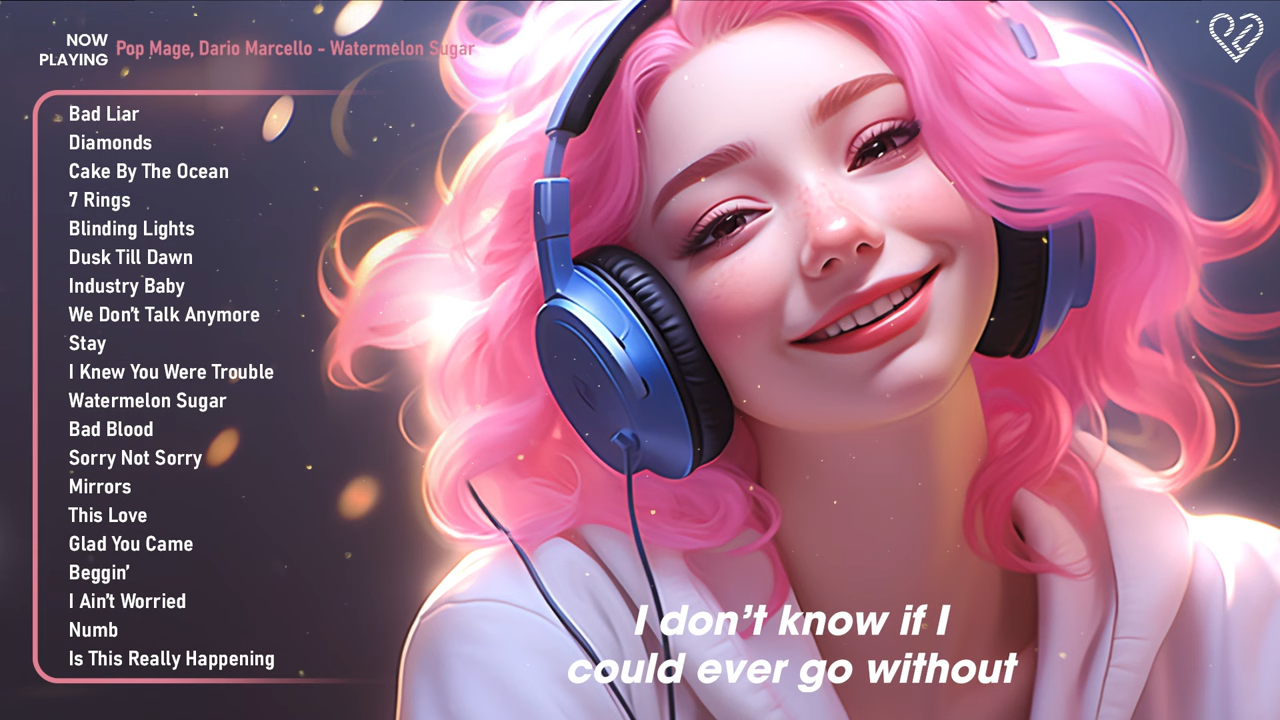 NOW
PLAYING
Pop Mage, Dario Marcello - Watermelon Sugar
Bad Liar
Diamonds
Cake By The Ocean
7 Rings
Blinding Lights
Dusk Till Dawn
Industry Baby
We Don't Talk Anymore
Stay
I Knew You Were Trouble
Watermelon Sugar
Bad Blood
Sorry Not Sorry
Mirrors
This Love
Glad You Came
Beggin'
I Ain't Worried
Numb
Is This Really Happening
I don't know if I
could ever go without